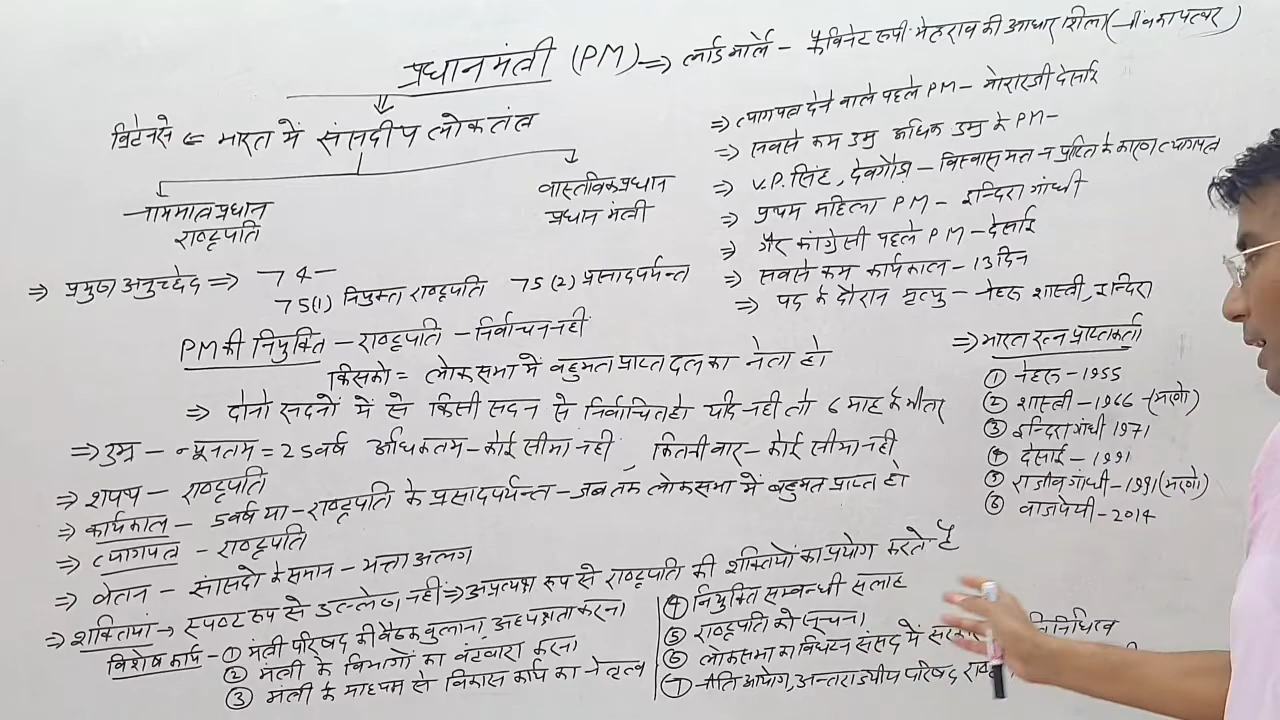 प्रधानमंत्री (PM) ⇒ लार्ड मार्ले - कैबिनेट रूपी मेहराव की आधार शिला (नींव का पत्थर)
ब्रिटेन से ⇐ भारत में संसदीय लोकतंत्र
नाममात्र प्रधान
राष्ट्रपति
वास्तविक प्रधान
प्रधान मंत्री
⇒ प्रमुख अनुच्छेद ⇒ 74 -
75(1) नियुक्त राष्ट्रपति 75(2) प्रसादपर्यन्त
PM की नियुक्ति - राष्ट्रपति - निर्वाचन नहीं
किसको = लोकसभा में बहुमत प्राप्त दल का नेता हो
⇒ दोनो सदनों में से किसी सदन से निर्वाचित हो यदि नही तो 6 माह के भीतर
⇒ उम्र - न्यूनतम = 25 वर्ष अधिकतम - कोई सीमा नही, कितनी बार - कोई सीमा नही
⇒ शपथ - राष्ट्रपति
⇒ कार्यकाल - 5 वर्ष या - राष्ट्रपति के प्रसादपर्यन्त - जब तक लोकसभा में बहुमत प्राप्त हो
⇒ त्यागपत्र - राष्ट्रपति
⇒ वेतन - सांसदो के समान - भत्ता अलग
⇒ शक्तियां → स्पष्ट रूप से उल्लेख नही ⇒ अप्रत्यक्ष रूप से राष्ट्रपति की शक्तियों का प्रयोग करते है
विशेष कार्य - ① मंत्री परिषद की बैठक बुलाना, अध्यक्षता करना
② मंत्री के विभागों का बंटवारा करना
③ मंत्री के माध्यम से विकास कार्य का नेतृत्व
④ नियुक्ति सम्बन्धी सलाह
⑤ राष्ट्रपति को सूचना
⑥ लोकसभा का विघटन संसद में
⑦ नीति आयोग, अन्तराज्यीय परिषद
⇒ त्यागपत्र देने वाले पहले PM - मोरारजी देसाई
⇒ सबसे कम उम्र अधिक उम्र के PM -
⇒ V.P. सिंह, देवगौड़ा - विश्वास मत न प्राप्ति के कारण त्यागपत्र
⇒ प्रथम महिला PM - इन्दिरा गांधी
⇒ गैर कांग्रेसी पहले PM - देसाई
⇒ सबसे कम कार्यकाल - 13 दिन
⇒ पद के दौरान मृत्यु - नेहरू शास्त्री, इन्दिरा
⇒ भारत रत्न प्राप्तकर्ता
① नेहरू - 1955
② शास्त्री - 1966 - (मरणो)
③ इन्दिरा गांधी 1971
④ देसाई - 1991
⑤ राजीव गांधी - 1991 (मरणो)
⑥ वाजपेयी - 2014